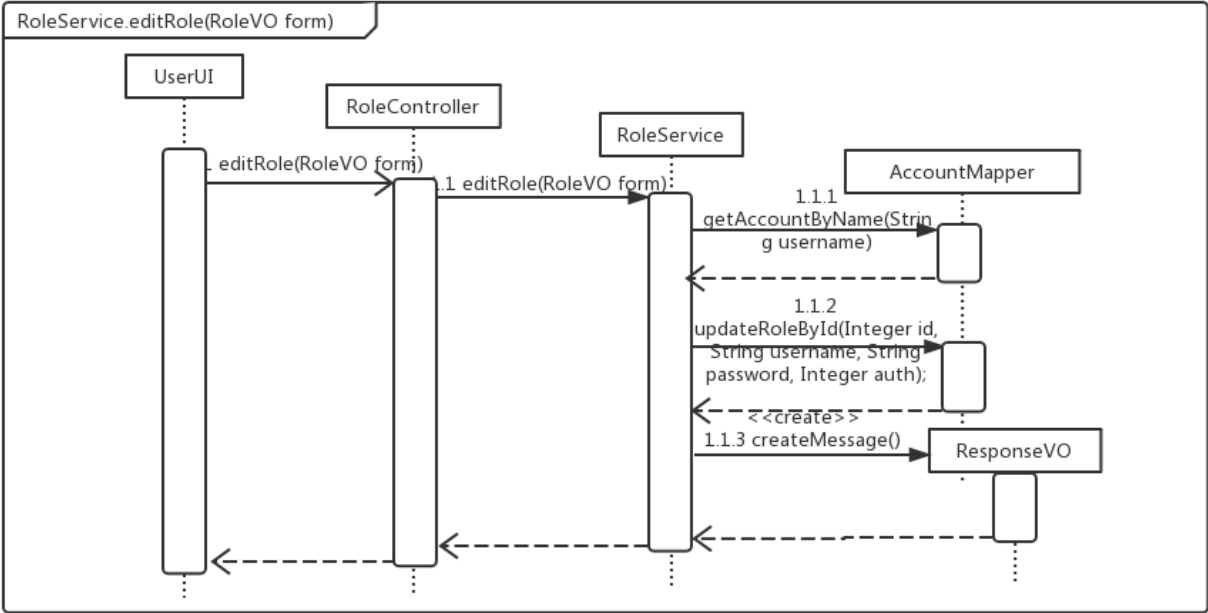 RoleService.editRole(RoleVO form)
UserUI
RoleController
RoleService
AccountMapper
editRole(RoleVO form)
.1 editRole(RoleVO form)
1.1.1
getAccountByName(Strin
g username)
1.1.2
updateRoleById(Integer id,
String username, String
password, Integer auth);
<<create>>
1.1.3 createMessage()
ResponseVO